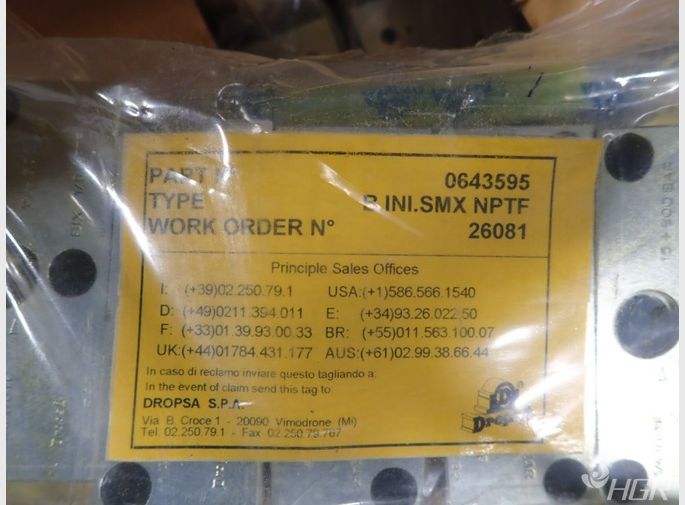 PART N° 0643595
TYPE B.INI.SMX NPTF
WORK ORDER N° 26081
Principle Sales Offices
I: (+39)02.250.79.1 USA:(+1)586.566.1540
D: (+49)0211.394.011 E: (+34)93.26.022.50
F: (+33)01.39.93.00.33 BR: (+55)011.563.100.07
UK:(+44)01784.431.177 AUS:(+61)02.99.38.66.44
In caso di reclamo inviare questo tagliando a:
In the event of claim send this tag to:
DROPSA S.P.A.
Via B. Croce 1 - 20090 Vimodrone (Mi)
Tel. 02.250.79.1 - Fax 02.250.79.767
Dropsa
HGR